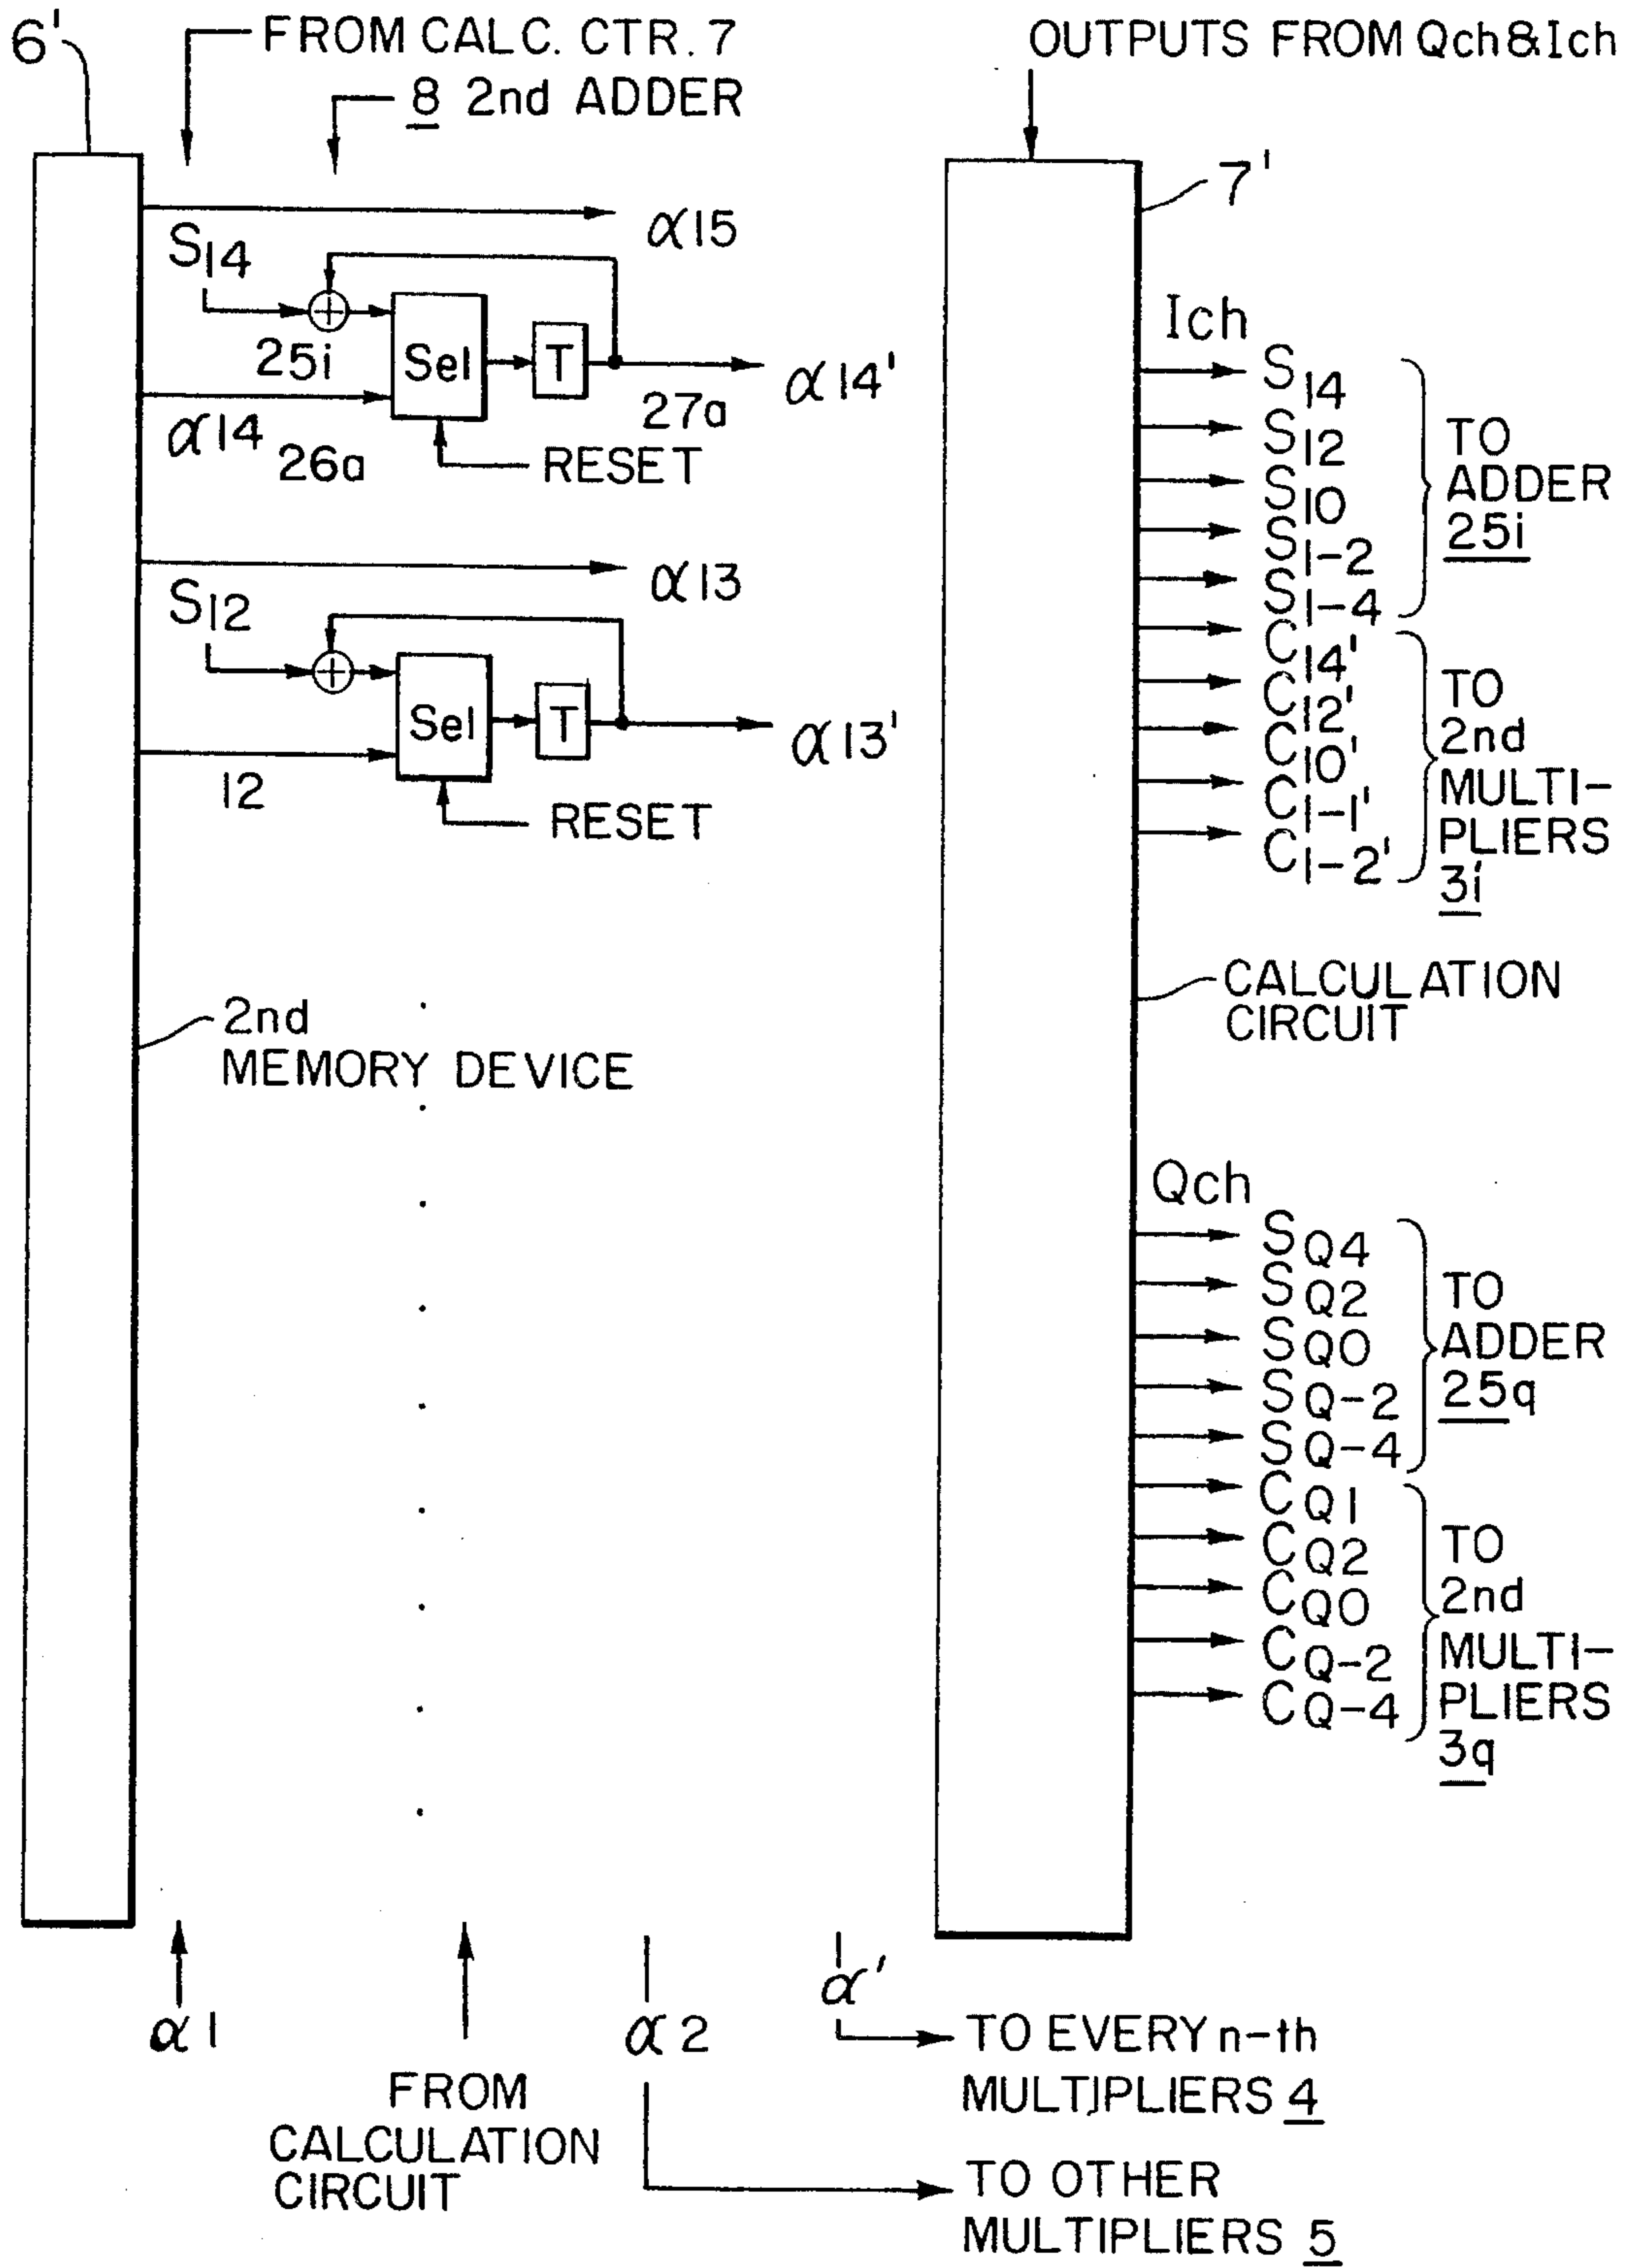 6'
FROM CALC. CTR. 7
8 2nd ADDER
OUTPUTS FROM Qch&Ich
7'
α15
S14
25i
Sel
T
α14'
27a
α14
26a
RESET
α13
S12
Sel
T
α13'
12
RESET
2nd
MEMORY DEVICE
Ich
S14
S12
S10
S1-2
S1-4
TO
ADDER
25i
C14'
C12'
C10'
C1-1'
C1-2'
TO
2nd
MULTI-
PLIERS
3i
CALCULATION
CIRCUIT
Qch
SQ4
SQ2
SQ0
SQ-2
SQ-4
TO
ADDER
25q
CQ1
CQ2
CQ0
CQ-2
CQ-4
TO
2nd
MULTI-
PLIERS
3q
α1
FROM
CALCULATION
CIRCUIT
α2
α'
TO EVERY n-th
MULTIPLIERS 4
TO OTHER
MULTIPLIERS 5